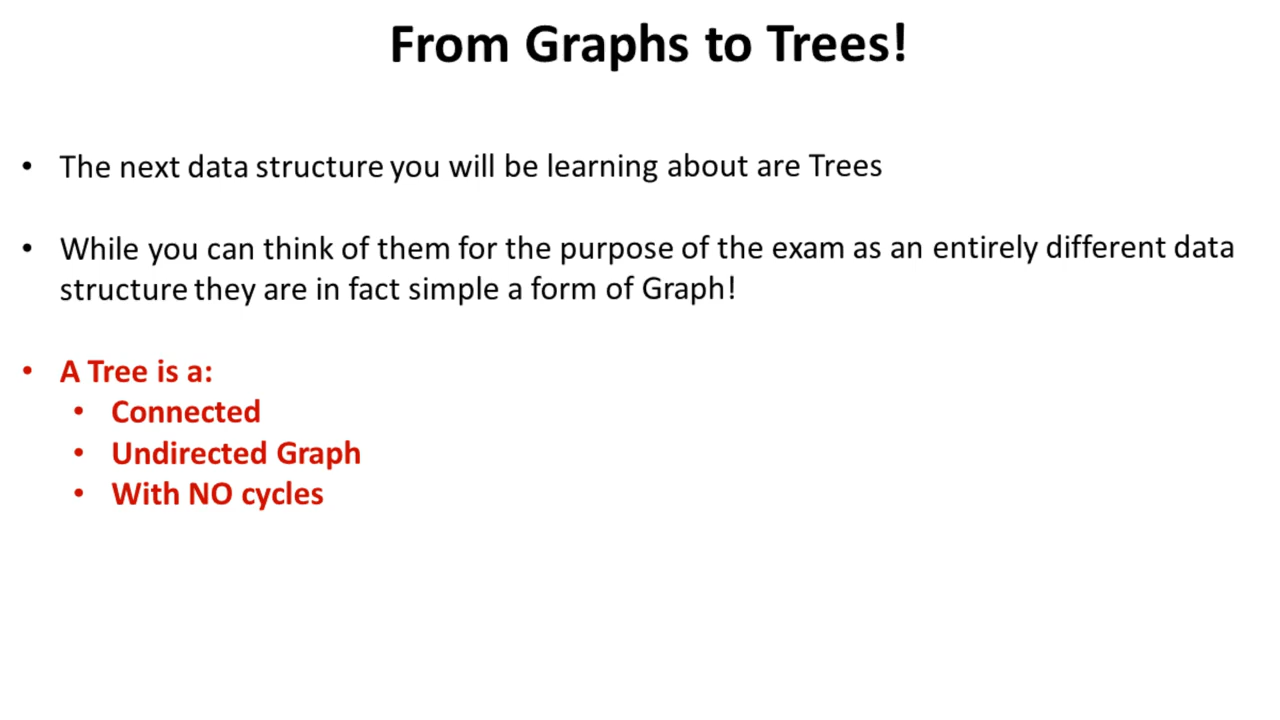 From Graphs to Trees!
• The next data structure you will be learning about are Trees
• While you can think of them for the purpose of the exam as an entirely different data
structure they are in fact simple a form of Graph!
• A Tree is a:
• Connected
• Undirected Graph
• With NO cycles